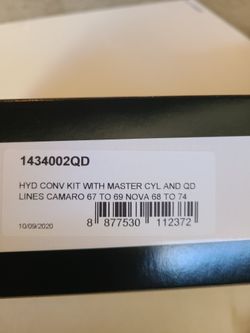 1434002QD
HYD CONV KIT WITH MASTER CYL AND QD
LINES CAMARO 67 TO 69 NOVA 68 TO 74
10/09/2020
8 877530 112372